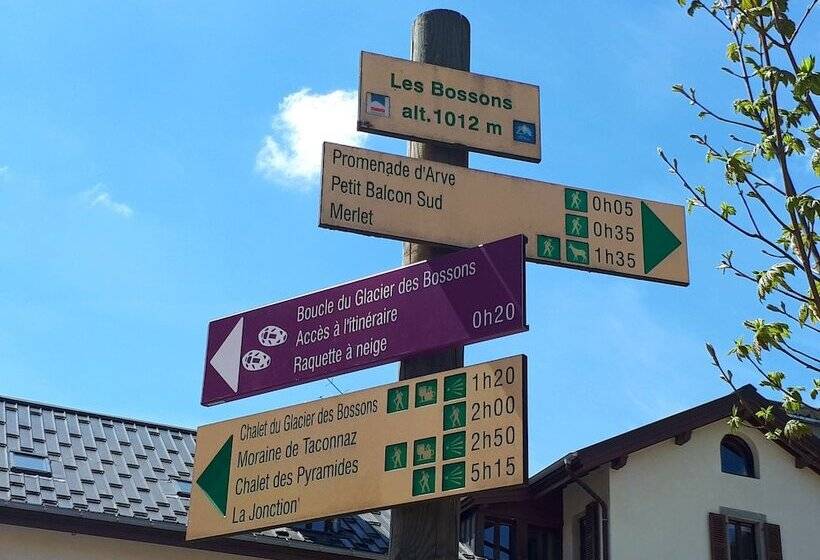 Les Bossons
alt.1012 m
Promenade d'Arve 0h05
Petit Balcon Sud 0h35
Merlet 1h35
Boucle du Glacier des Bossons
Accès à l'itinéraire 0h20
Raquette à neige
Chalet du Glacier des Bossons 1h20
Moraine de Taconnaz 2h00
Chalet des Pyramides 2h50
La Jonction' 5h15